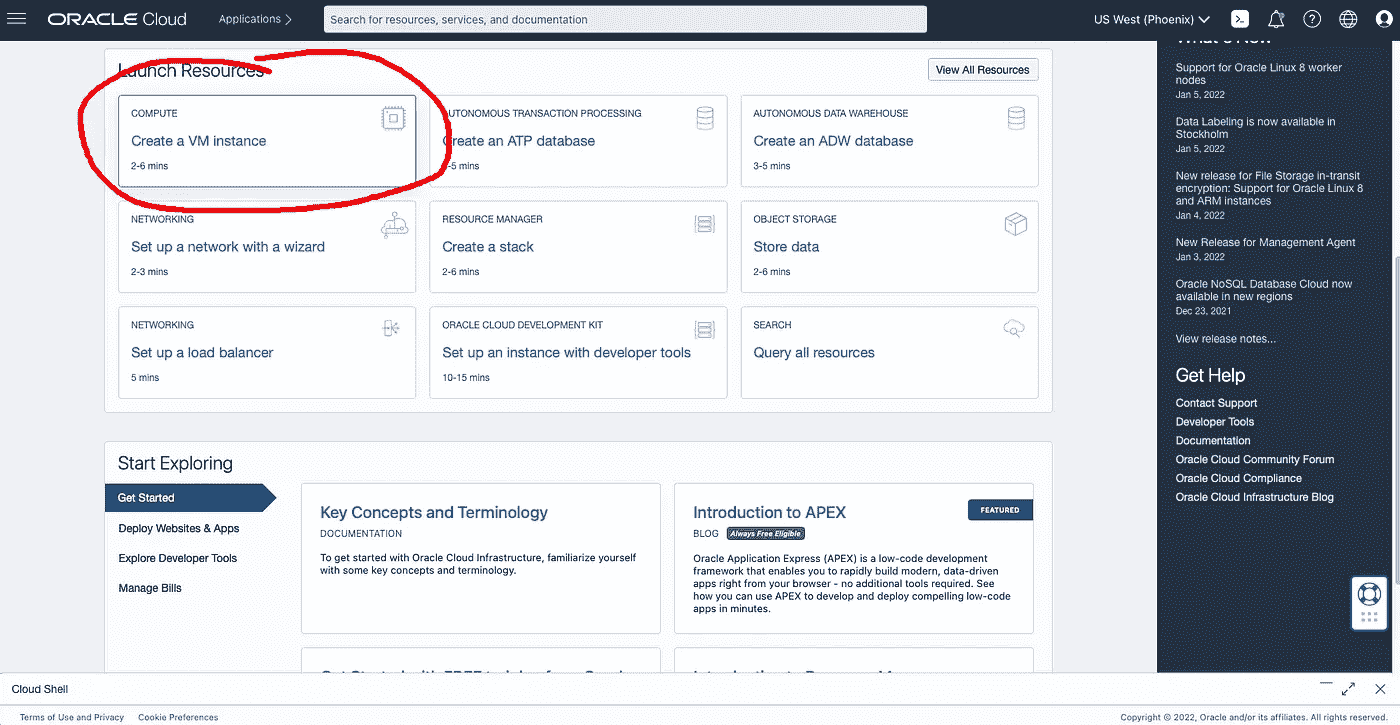 ORACLE Cloud
Applications
Search for resources, services, and documentation
US West (Phoenix)
Launch Resources
View All Resources
COMPUTE
Create a VM instance
2-6 mins
AUTONOMOUS TRANSACTION PROCESSING
Create an ATP database
-5 mins
AUTONOMOUS DATA WAREHOUSE
Create an ADW database
3-5 mins
NETWORKING
Set up a network with a wizard
2-3 mins
RESOURCE MANAGER
Create a stack
2-6 mins
OBJECT STORAGE
Store data
2-6 mins
NETWORKING
Set up a load balancer
5 mins
ORACLE CLOUD DEVELOPMENT KIT
Set up an instance with developer tools
10-15 mins
SEARCH
Query all resources
Start Exploring
Get Started
Deploy Websites & Apps
Explore Developer Tools
Manage Bills
Key Concepts and Terminology
DOCUMENTATION
To get started with Oracle Cloud Infrastructure, familiarize yourself
with some key concepts and terminology.
Introduction to APEX
FEATURED
BLOG Always Free Eligible
Oracle Application Express (APEX) is a low-code development
framework that enables you to rapidly build modern, data-driven
apps right from your browser - no additional tools required. See
how you can use APEX to develop and deploy compelling low-code
apps in minutes.
What's New
Support for Oracle Linux 8 worker
nodes
Jan 5, 2022
Data Labeling is now available in
Stockholm
Jan 5, 2022
New release for File Storage in-transit
encryption: Support for Oracle Linux 8
and ARM instances
Jan 4, 2022
New Release for Management Agent
Jan 3, 2022
Oracle NoSQL Database Cloud now
available in new regions
Dec 23, 2021
View release notes...
Get Help
Contact Support
Developer Tools
Documentation
Oracle Cloud Community Forum
Oracle Cloud Compliance
Oracle Cloud Infrastructure Blog
Cloud Shell
Terms of Use and Privacy
Cookie Preferences
Copyright © 2022, Oracle and/or its affiliates. All rights reserved.